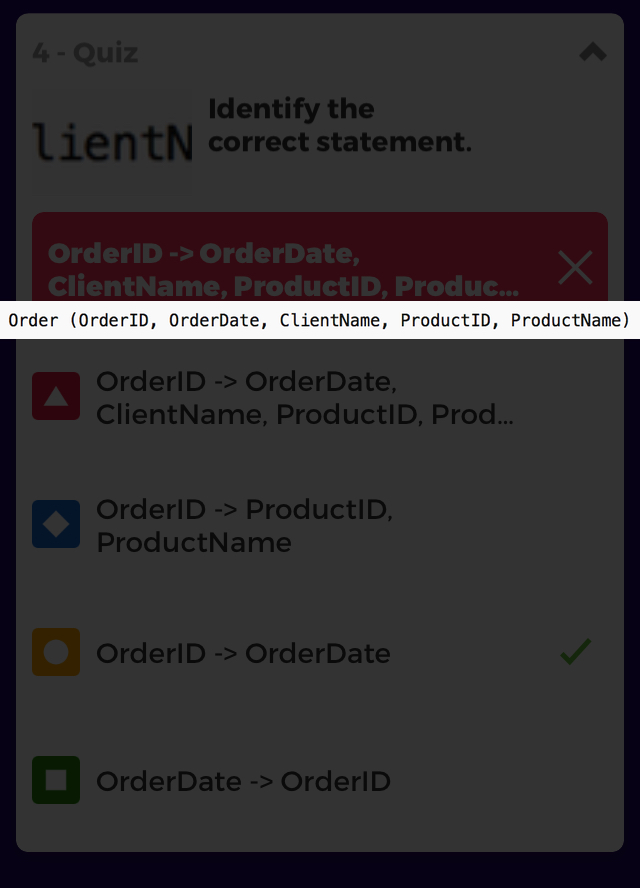 4 - Quiz
lientN
Identify the
correct statement.
OrderID -> OrderDate,
ClientName, ProductID, Produc...
Order (OrderID, OrderDate, ClientName, ProductID, ProductName)
OrderID -> OrderDate,
ClientName, ProductID, Prod...
OrderID -> ProductID,
ProductName
OrderID -> OrderDate
OrderDate -> OrderID